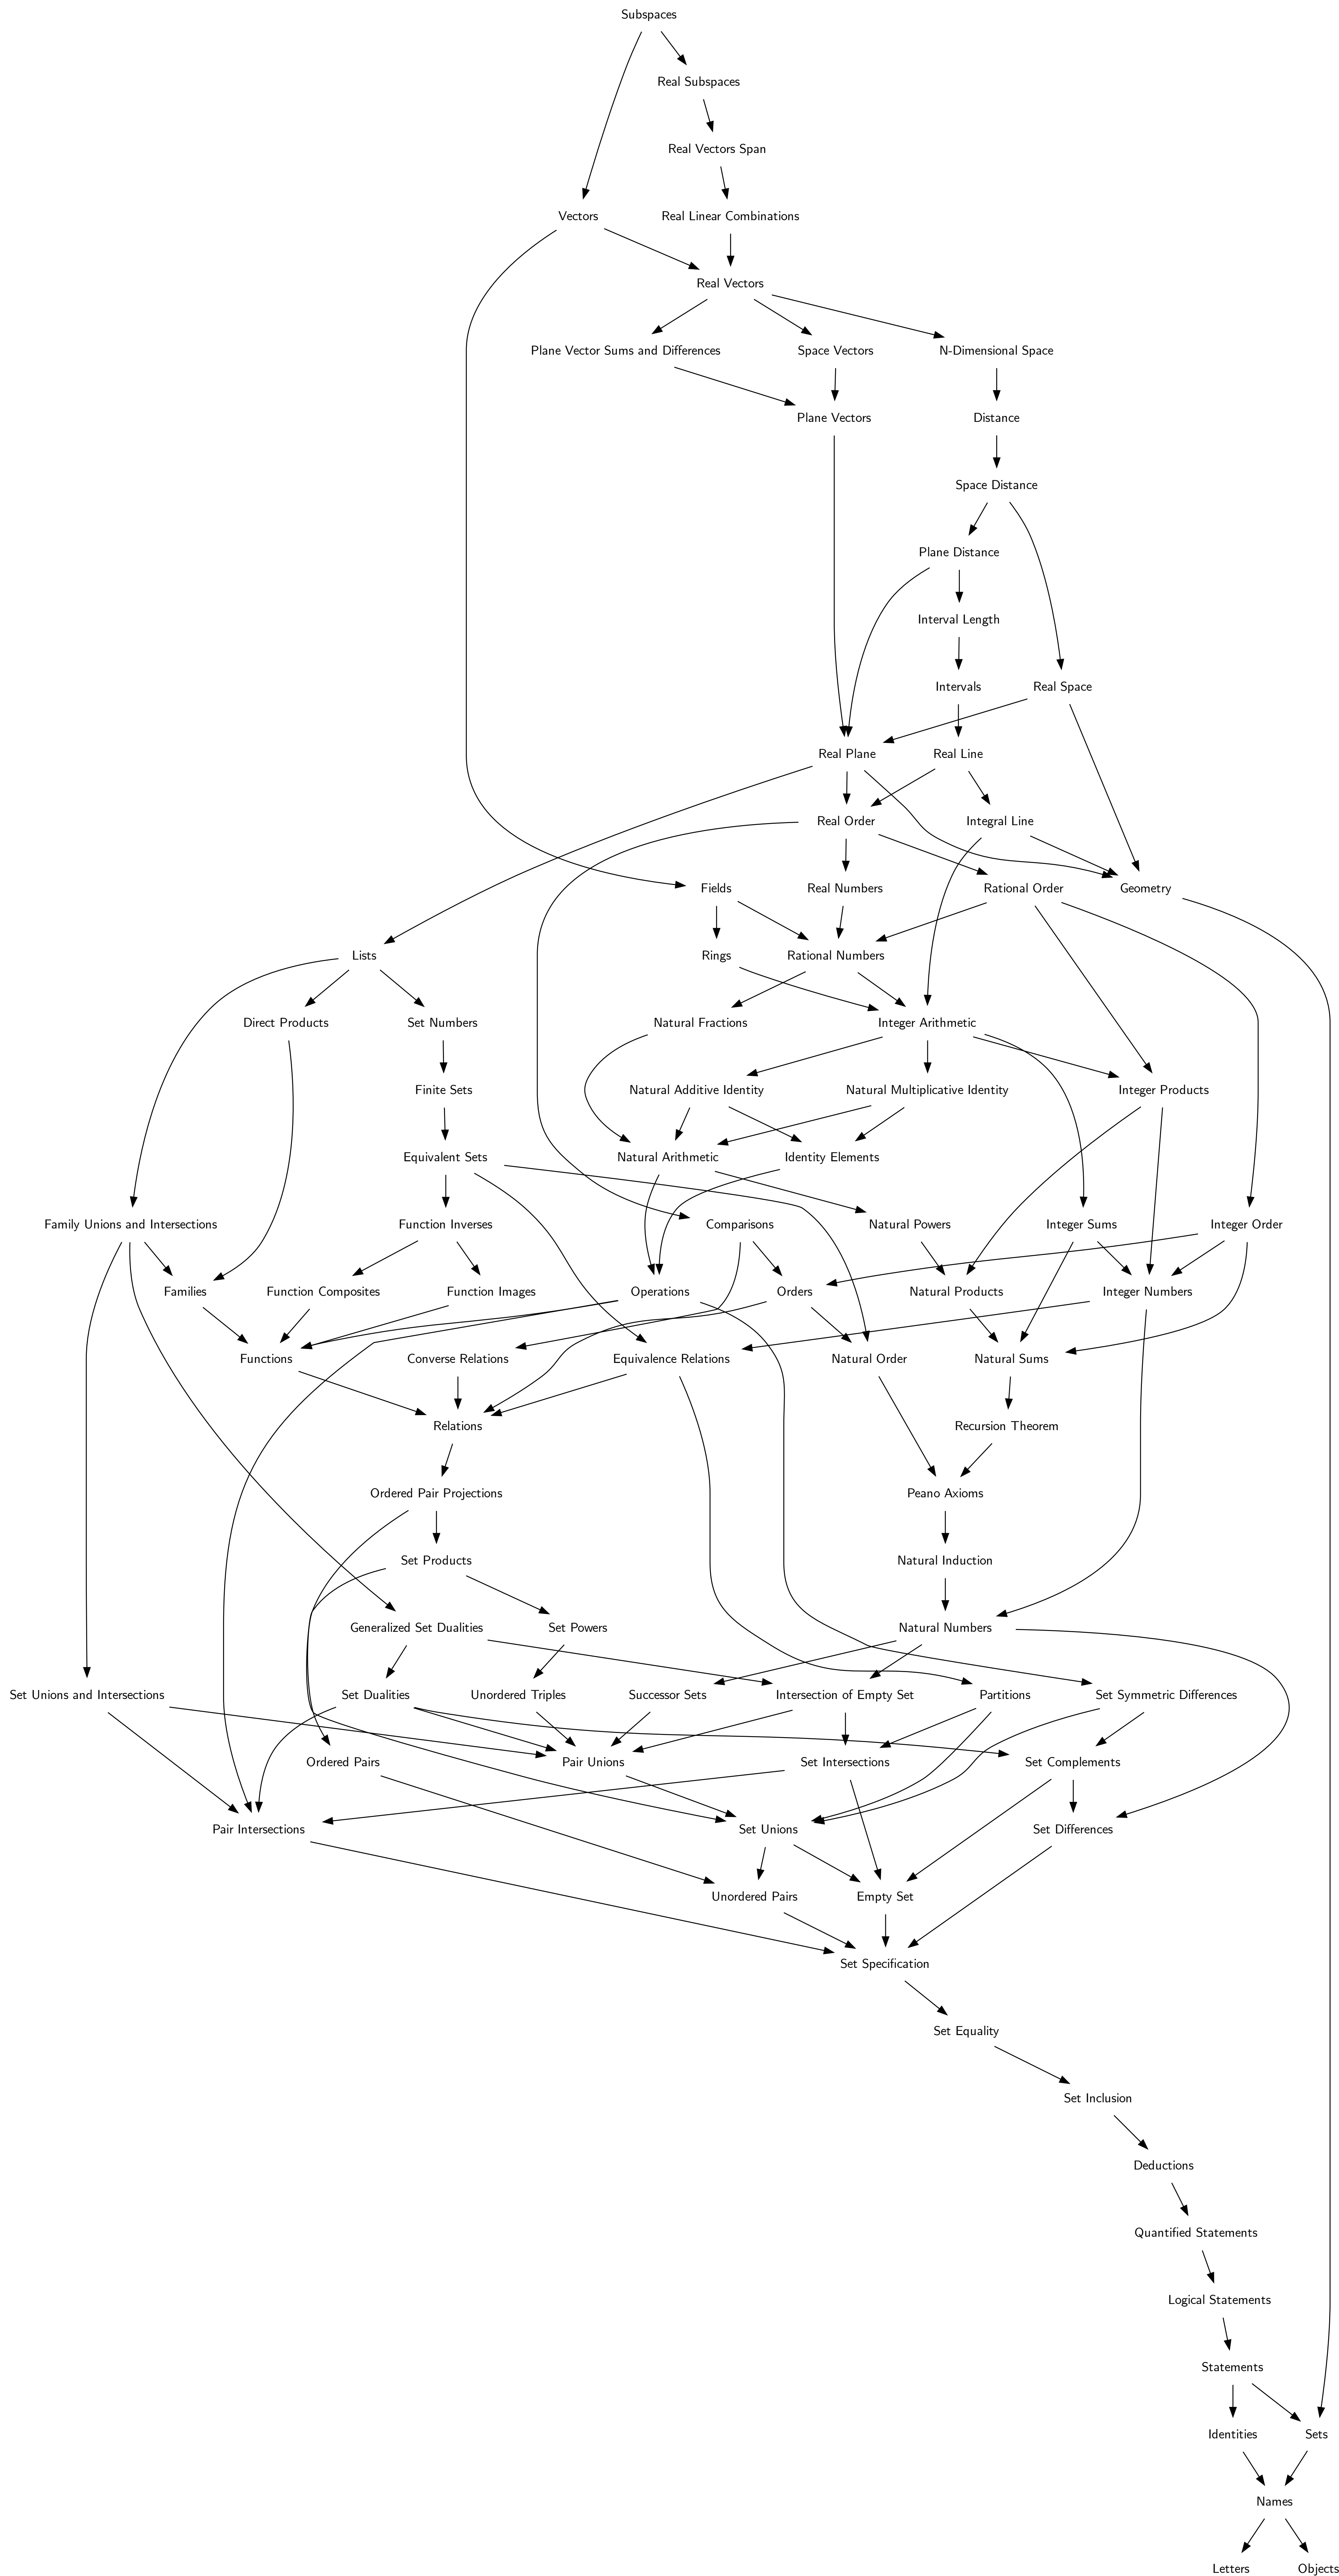 Subspaces
Real Subspaces
Real Vectors Span
Vectors
Real Linear Combinations
Real Vectors
Plane Vector Sums and Differences
Space Vectors
N-Dimensional Space
Plane Vectors
Distance
Space Distance
Plane Distance
Interval Length
Intervals
Real Space
Real Plane
Real Line
Real Order
Integral Line
Fields
Real Numbers
Rational Order
Geometry
Lists
Rings
Rational Numbers
Direct Products
Set Numbers
Natural Fractions
Integer Arithmetic
Finite Sets
Natural Additive Identity
Natural Multiplicative Identity
Integer Products
Equivalent Sets
Natural Arithmetic
Identity Elements
Family Unions and Intersections
Function Inverses
Comparisons
Natural Powers
Integer Sums
Integer Order
Families
Function Composites
Function Images
Operations
Orders
Natural Products
Integer Numbers
Functions
Converse Relations
Equivalence Relations
Natural Order
Natural Sums
Relations
Recursion Theorem
Ordered Pair Projections
Peano Axioms
Set Products
Natural Induction
Generalized Set Dualities
Set Powers
Natural Numbers
Set Unions and Intersections
Set Dualities
Unordered Triples
Successor Sets
Intersection of Empty Set
Partitions
Set Symmetric Differences
Ordered Pairs
Pair Unions
Set Intersections
Set Complements
Pair Intersections
Set Unions
Set Differences
Unordered Pairs
Empty Set
Set Specification
Set Equality
Set Inclusion
Deductions
Quantified Statements
Logical Statements
Statements
Identities
Sets
Names
Letters
Objects